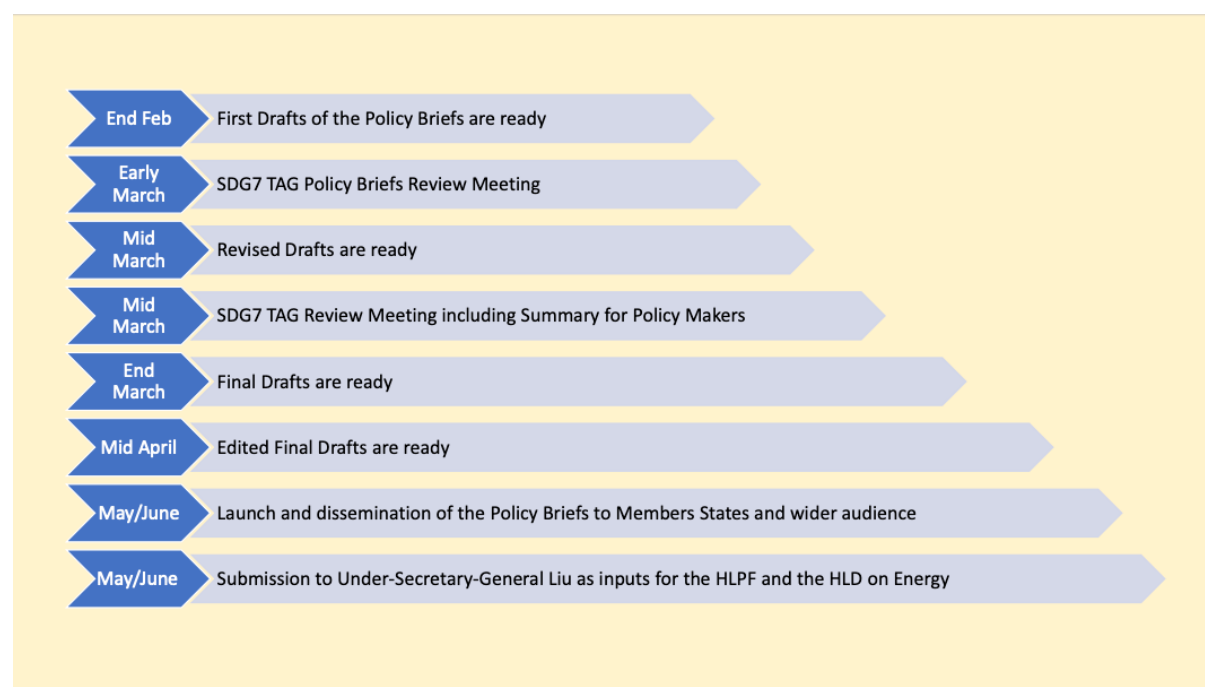 End Feb
First Drafts of the Policy Briefs are ready
Early
March
SDG7 TAG Policy Briefs Review Meeting
Mid
March
Revised Drafts are ready
Mid
March
SDG7 TAG Review Meeting including Summary for Policy Makers
End
March
Final Drafts are ready
Mid April
Edited Final Drafts are ready
May/June
Launch and dissemination of the Policy Briefs to Members States and wider audience
May/June
Submission to Under-Secretary-General Liu as inputs for the HLPF and the HLD on Energy